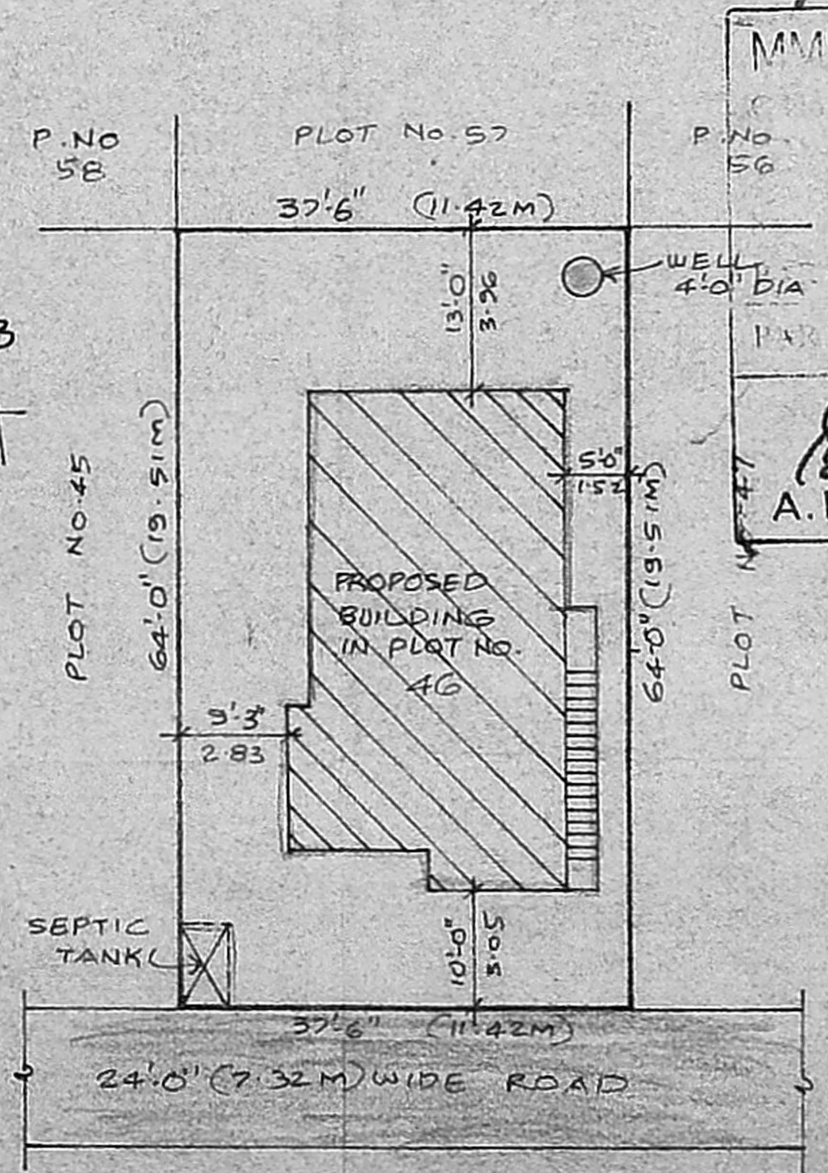 MM
P.NO
58
PLOT No.57
P.No
56
37'-6" (11.42M)
WELL
4'-0" DIA
13'-0"
3.96
5'-0"
1.52
PLOT NO.45
64'-0" (19.51M)
PROPOSED
BUILDING
IN PLOT NO.
46
64'-0" (19.51M)
PLOT No.47
A.
9'-3"
2.83
SEPTIC
TANK
10'-0"
3.05
37'-6" (11.42M)
24'-0" (7.32M) WIDE ROAD